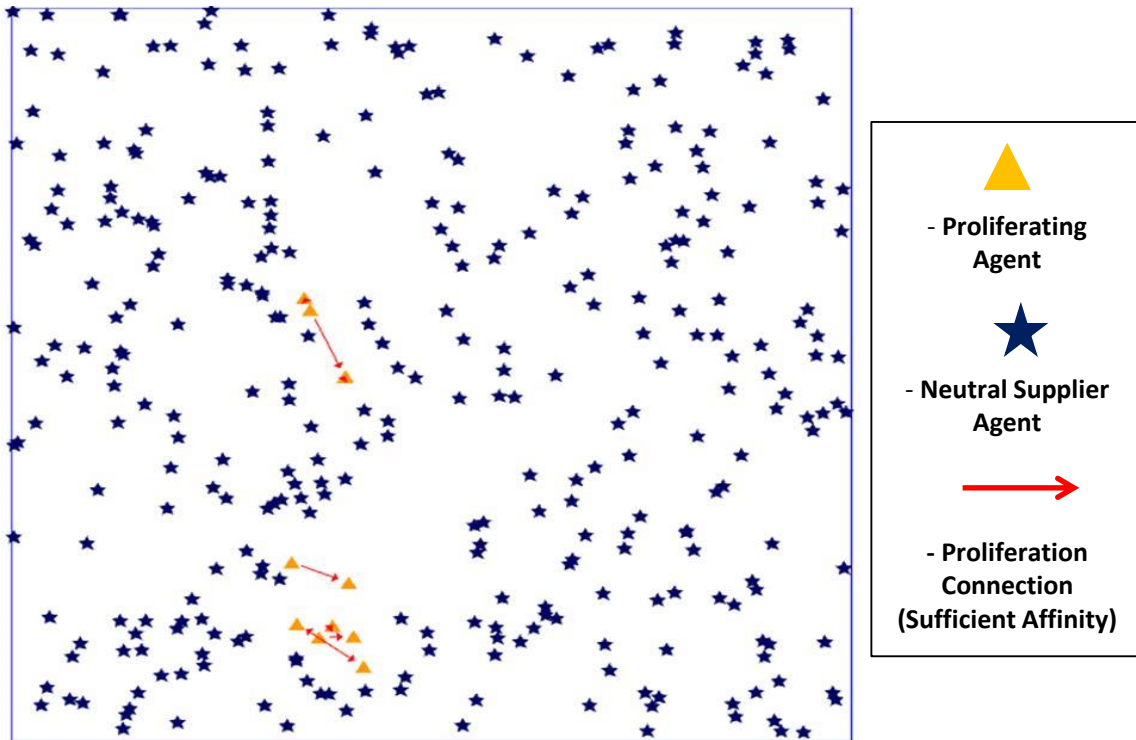 - Proliferating
Agent
- Neutral Supplier
Agent
- Proliferation
Connection
(Sufficient Affinity)